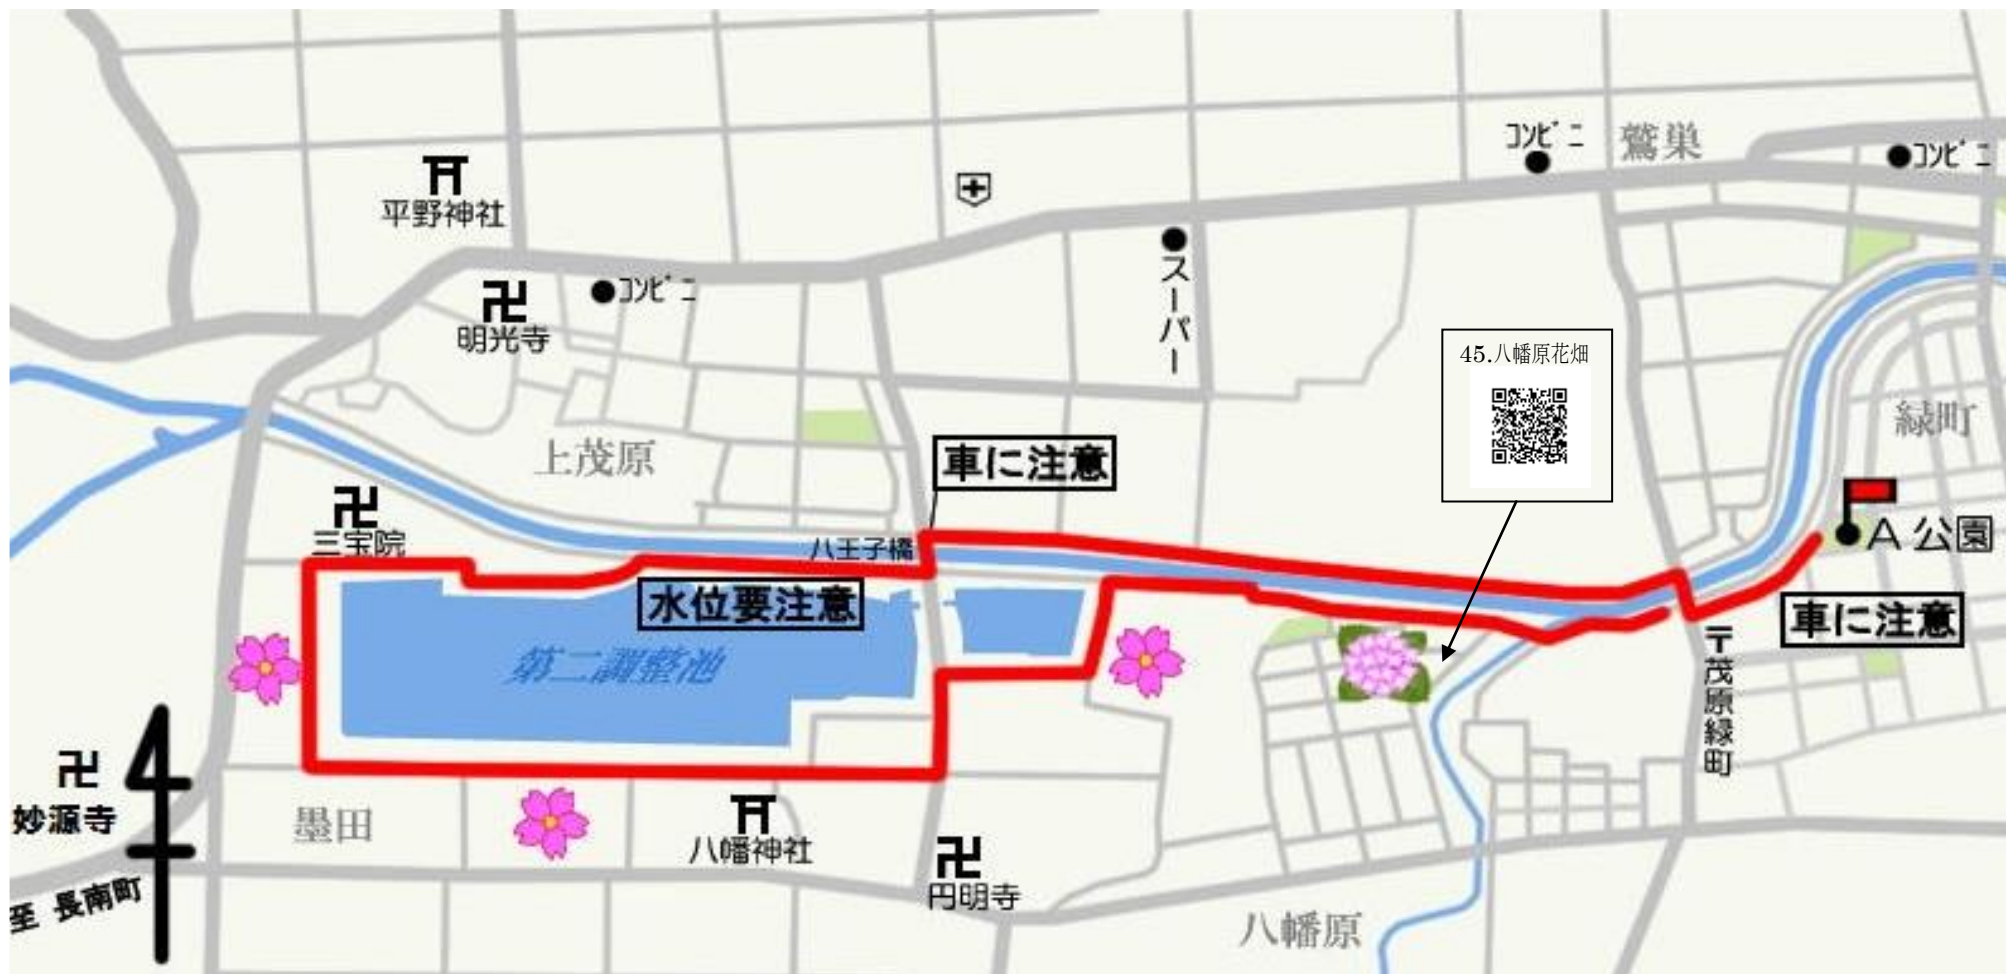 コンビニ
鷲巣
コンビニ
平野神社
コンビニ
スーパー
明光寺
45.八幡原花畑
緑町
上茂原
車に注意
三宝院
八王子橋
A 公園
水位要注意
車に注意
第二調整池
〒茂原緑町
妙源寺
墨田
八幡神社
円明寺
至 長南町
八幡原